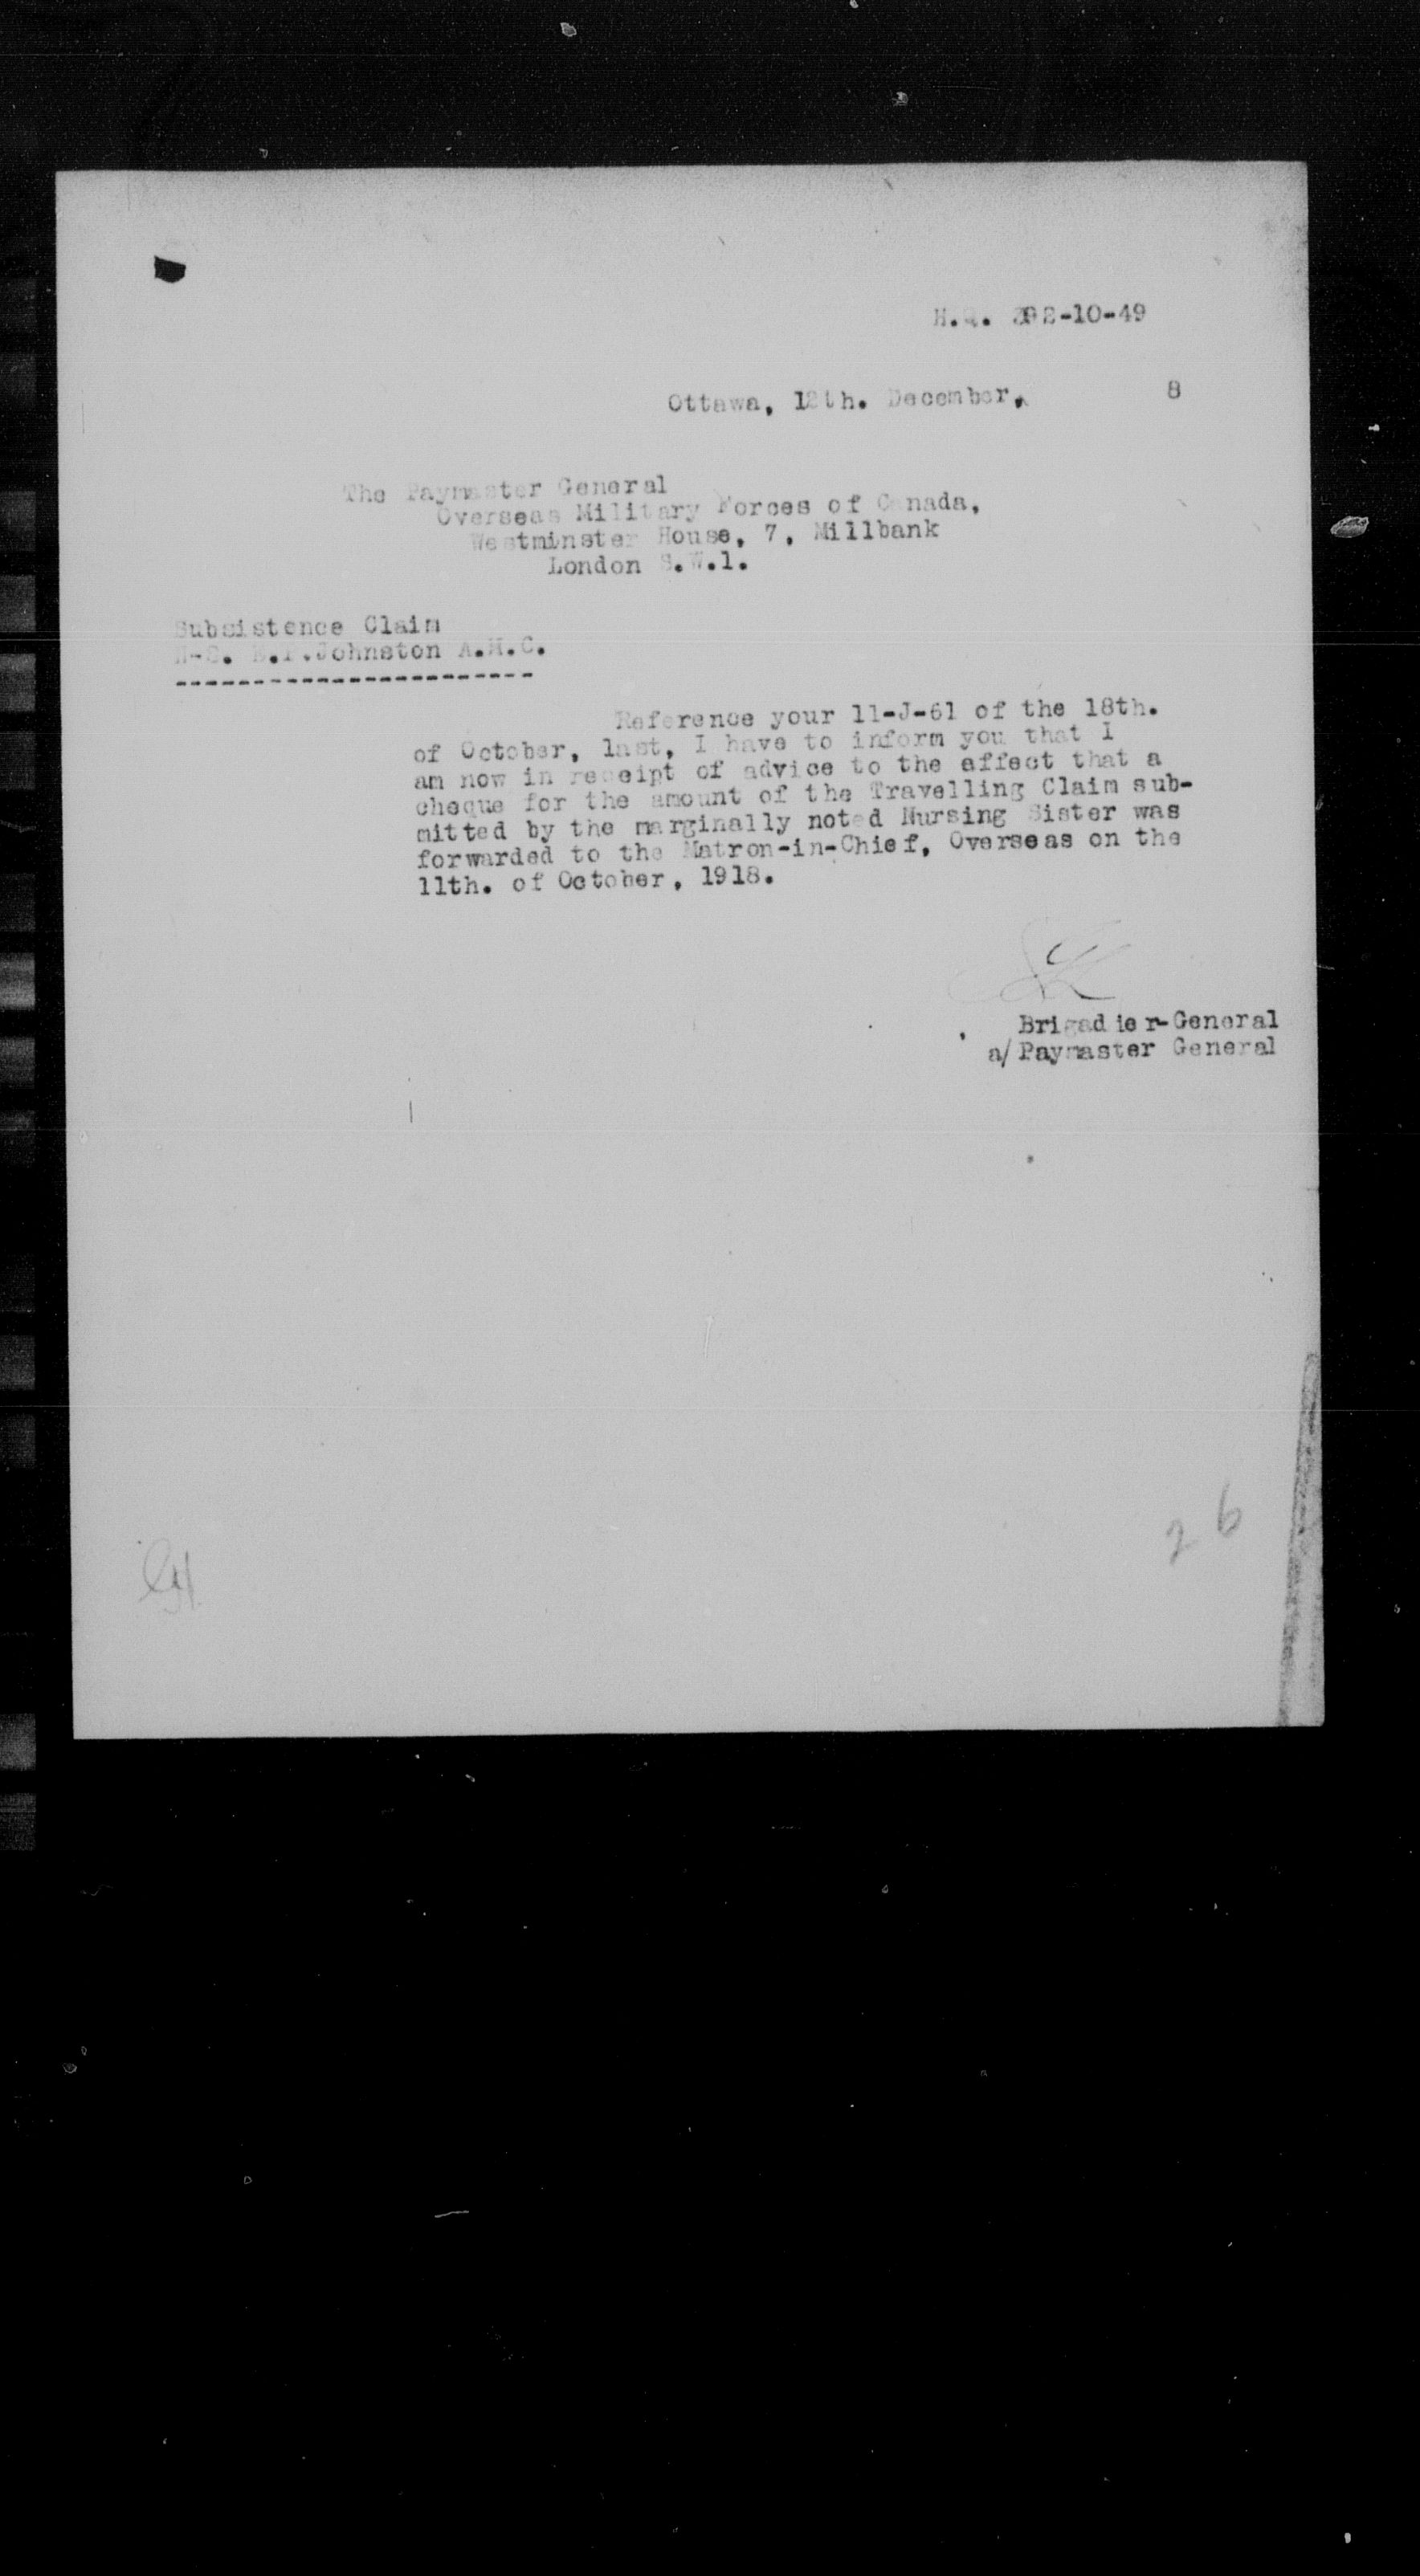 H.Q. 392-10-49
Ottawa, 12th. December, 8
The Paymaster General
Overseas Military Forces of Canada,
Westminster House, 7, Millbank
London S.W.1.
Subsistence Claim
N-S. Johnston A.M.C.
-----------------------
Reference your 11-J-61 of the 18th.
of October, last, I have to inform you that I
am now in receipt of advice to the effect that a
cheque for the amount of the Travelling Claim sub-
mitted by the marginally noted Nursing Sister was
forwarded to the Matron-in-Chief, Overseas on the
11th. of October, 1918.
Brigadier-General
a/Paymaster General
26